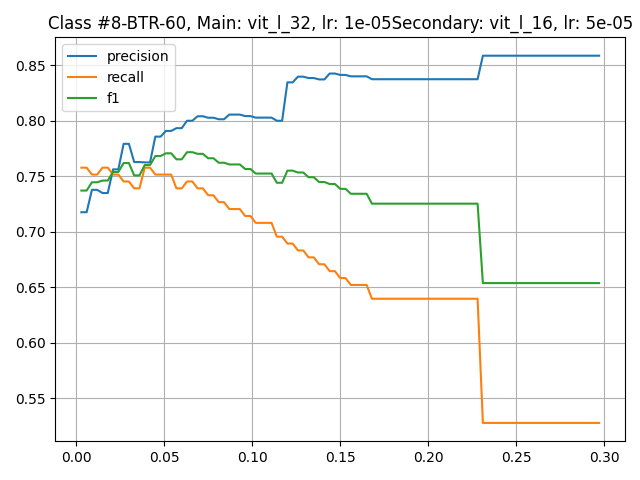 Class #8-BTR-60, Main: vit_l_32, lr: 1e-05Secondary: vit_l_16, lr: 5e-05
precision
recall
f1
0.85
0.80
0.75
0.70
0.65
0.60
0.55
0.00 0.05 0.10 0.15 0.20 0.25 0.30